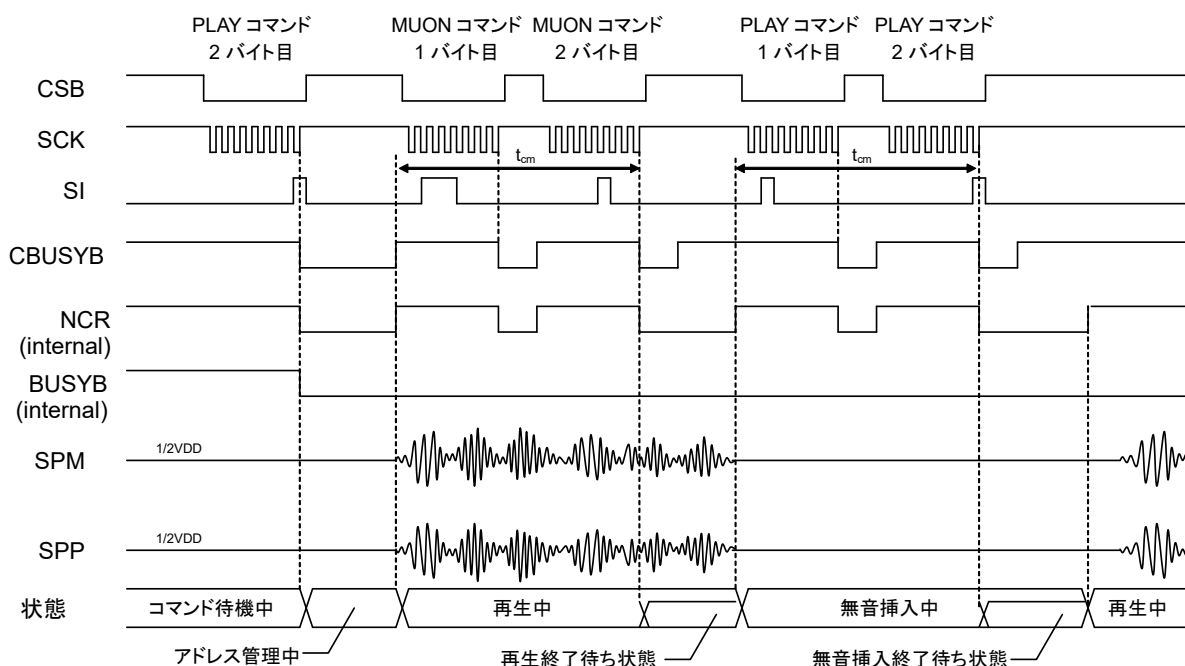 PLAY コマンド
2 バイト目
MUON コマンド
1 バイト目
MUON コマンド
2 バイト目
PLAY コマンド
1 バイト目
PLAY コマンド
2 バイト目
CSB
SCK
tcm
tcm
SI
CBUSYB
NCR
(internal)
BUSYB
(internal)
1/2VDD
SPM
1/2VDD
SPP
状態
コマンド待機中
再生中
無音挿入中
再生中
アドレス管理中
再生終了待ち状態
無音挿入終了待ち状態